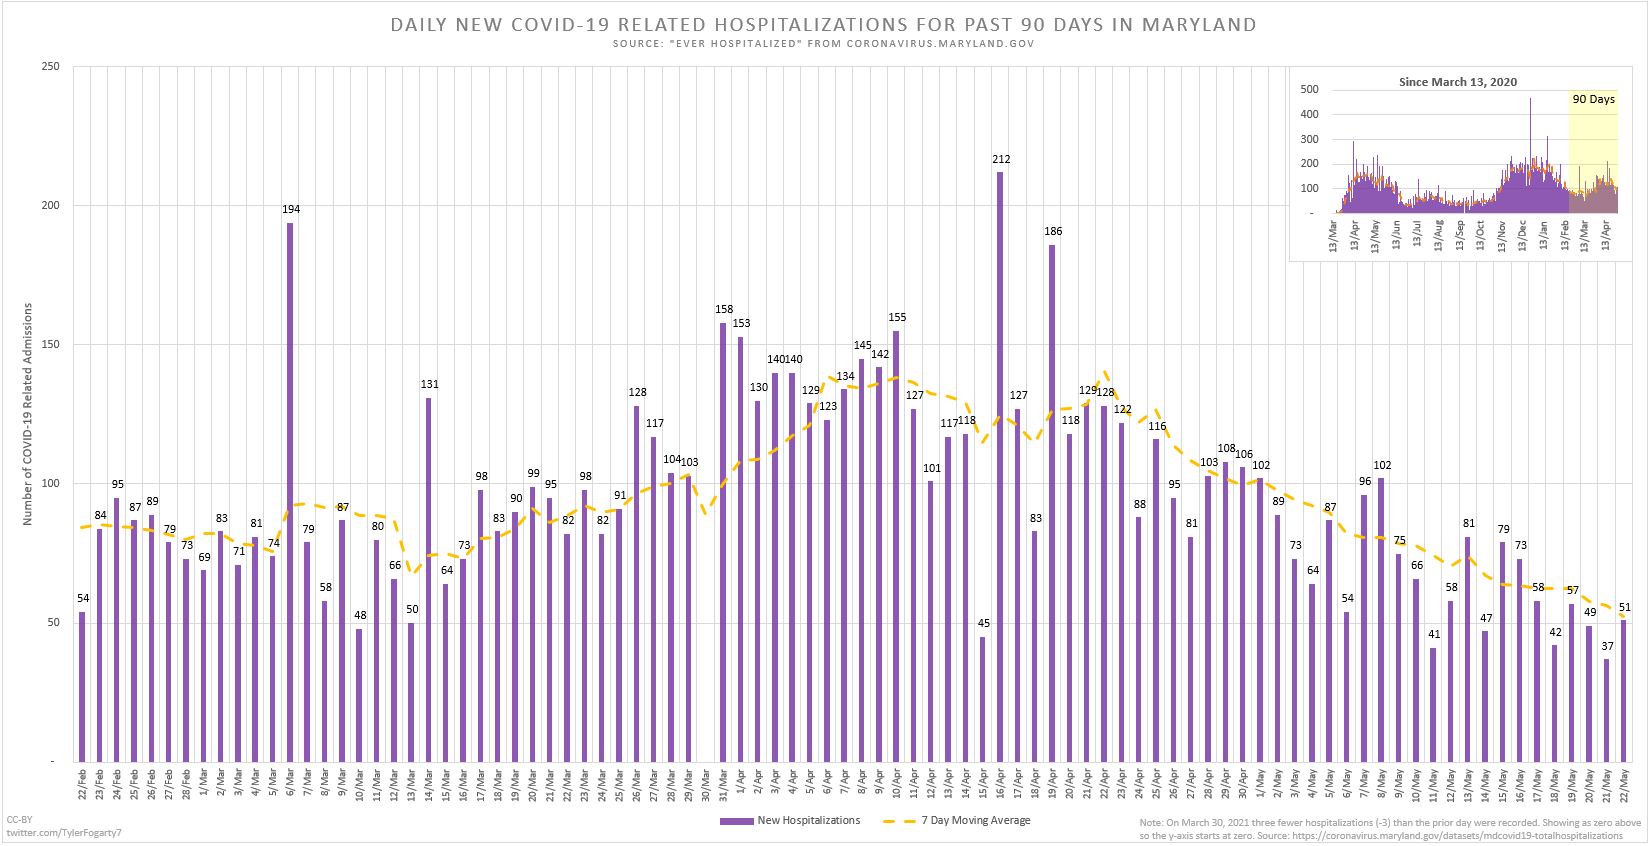 DAILY NEW COVID-19 RELATED HOSPITALIZATIONS FOR PAST 90 DAYS IN MARYLAND
SOURCE: "EVER HOSPITALIZED" FROM CORONAVIRUS.MARYLAND.GOV
Number of COVID-19 Related Admissions
250
200
150
100
50
-
54
84
95
87
89
79
73
69
83
71
81
74
194
79
58
87
48
80
66
50
131
64
73
98
83
90
99
95
82
98
82
91
128
117
104
103
158
153
130
140
140
129
123
134
145
142
155
127
101
117
118
45
212
127
83
186
118
129
128
122
88
116
95
81
103
108
106
102
89
73
64
87
54
96
102
75
66
41
58
81
47
79
73
58
42
57
49
37
51
22/Feb
23/Feb
24/Feb
25/Feb
26/Feb
27/Feb
28/Feb
1/Mar
2/Mar
3/Mar
4/Mar
5/Mar
6/Mar
7/Mar
8/Mar
9/Mar
10/Mar
11/Mar
12/Mar
13/Mar
14/Mar
15/Mar
16/Mar
17/Mar
18/Mar
19/Mar
20/Mar
21/Mar
22/Mar
23/Mar
24/Mar
25/Mar
26/Mar
27/Mar
28/Mar
29/Mar
30/Mar
31/Mar
1/Apr
2/Apr
3/Apr
4/Apr
5/Apr
6/Apr
7/Apr
8/Apr
9/Apr
10/Apr
11/Apr
12/Apr
13/Apr
14/Apr
15/Apr
16/Apr
17/Apr
18/Apr
19/Apr
20/Apr
21/Apr
22/Apr
23/Apr
24/Apr
25/Apr
26/Apr
27/Apr
28/Apr
29/Apr
30/Apr
1/May
2/May
3/May
4/May
5/May
6/May
7/May
8/May
9/May
10/May
11/May
12/May
13/May
14/May
15/May
16/May
17/May
18/May
19/May
20/May
21/May
22/May
Since March 13, 2020
90 Days
500
400
300
200
100
-
13/Mar
13/Apr
13/May
13/Jun
13/Jul
13/Aug
13/Sep
13/Oct
13/Nov
13/Dec
13/Jan
13/Feb
13/Mar
13/Apr
New Hospitalizations
7 Day Moving Average
CC-BY
twitter.com/TylerFogarty7
Note: On March 30, 2021 three fewer hospitalizations (-3) than the prior day were recorded. Showing as zero above
so the y-axis starts at zero. Source: https://coronavirus.maryland.gov/datasets/mdcovid19-totalhospitalizations